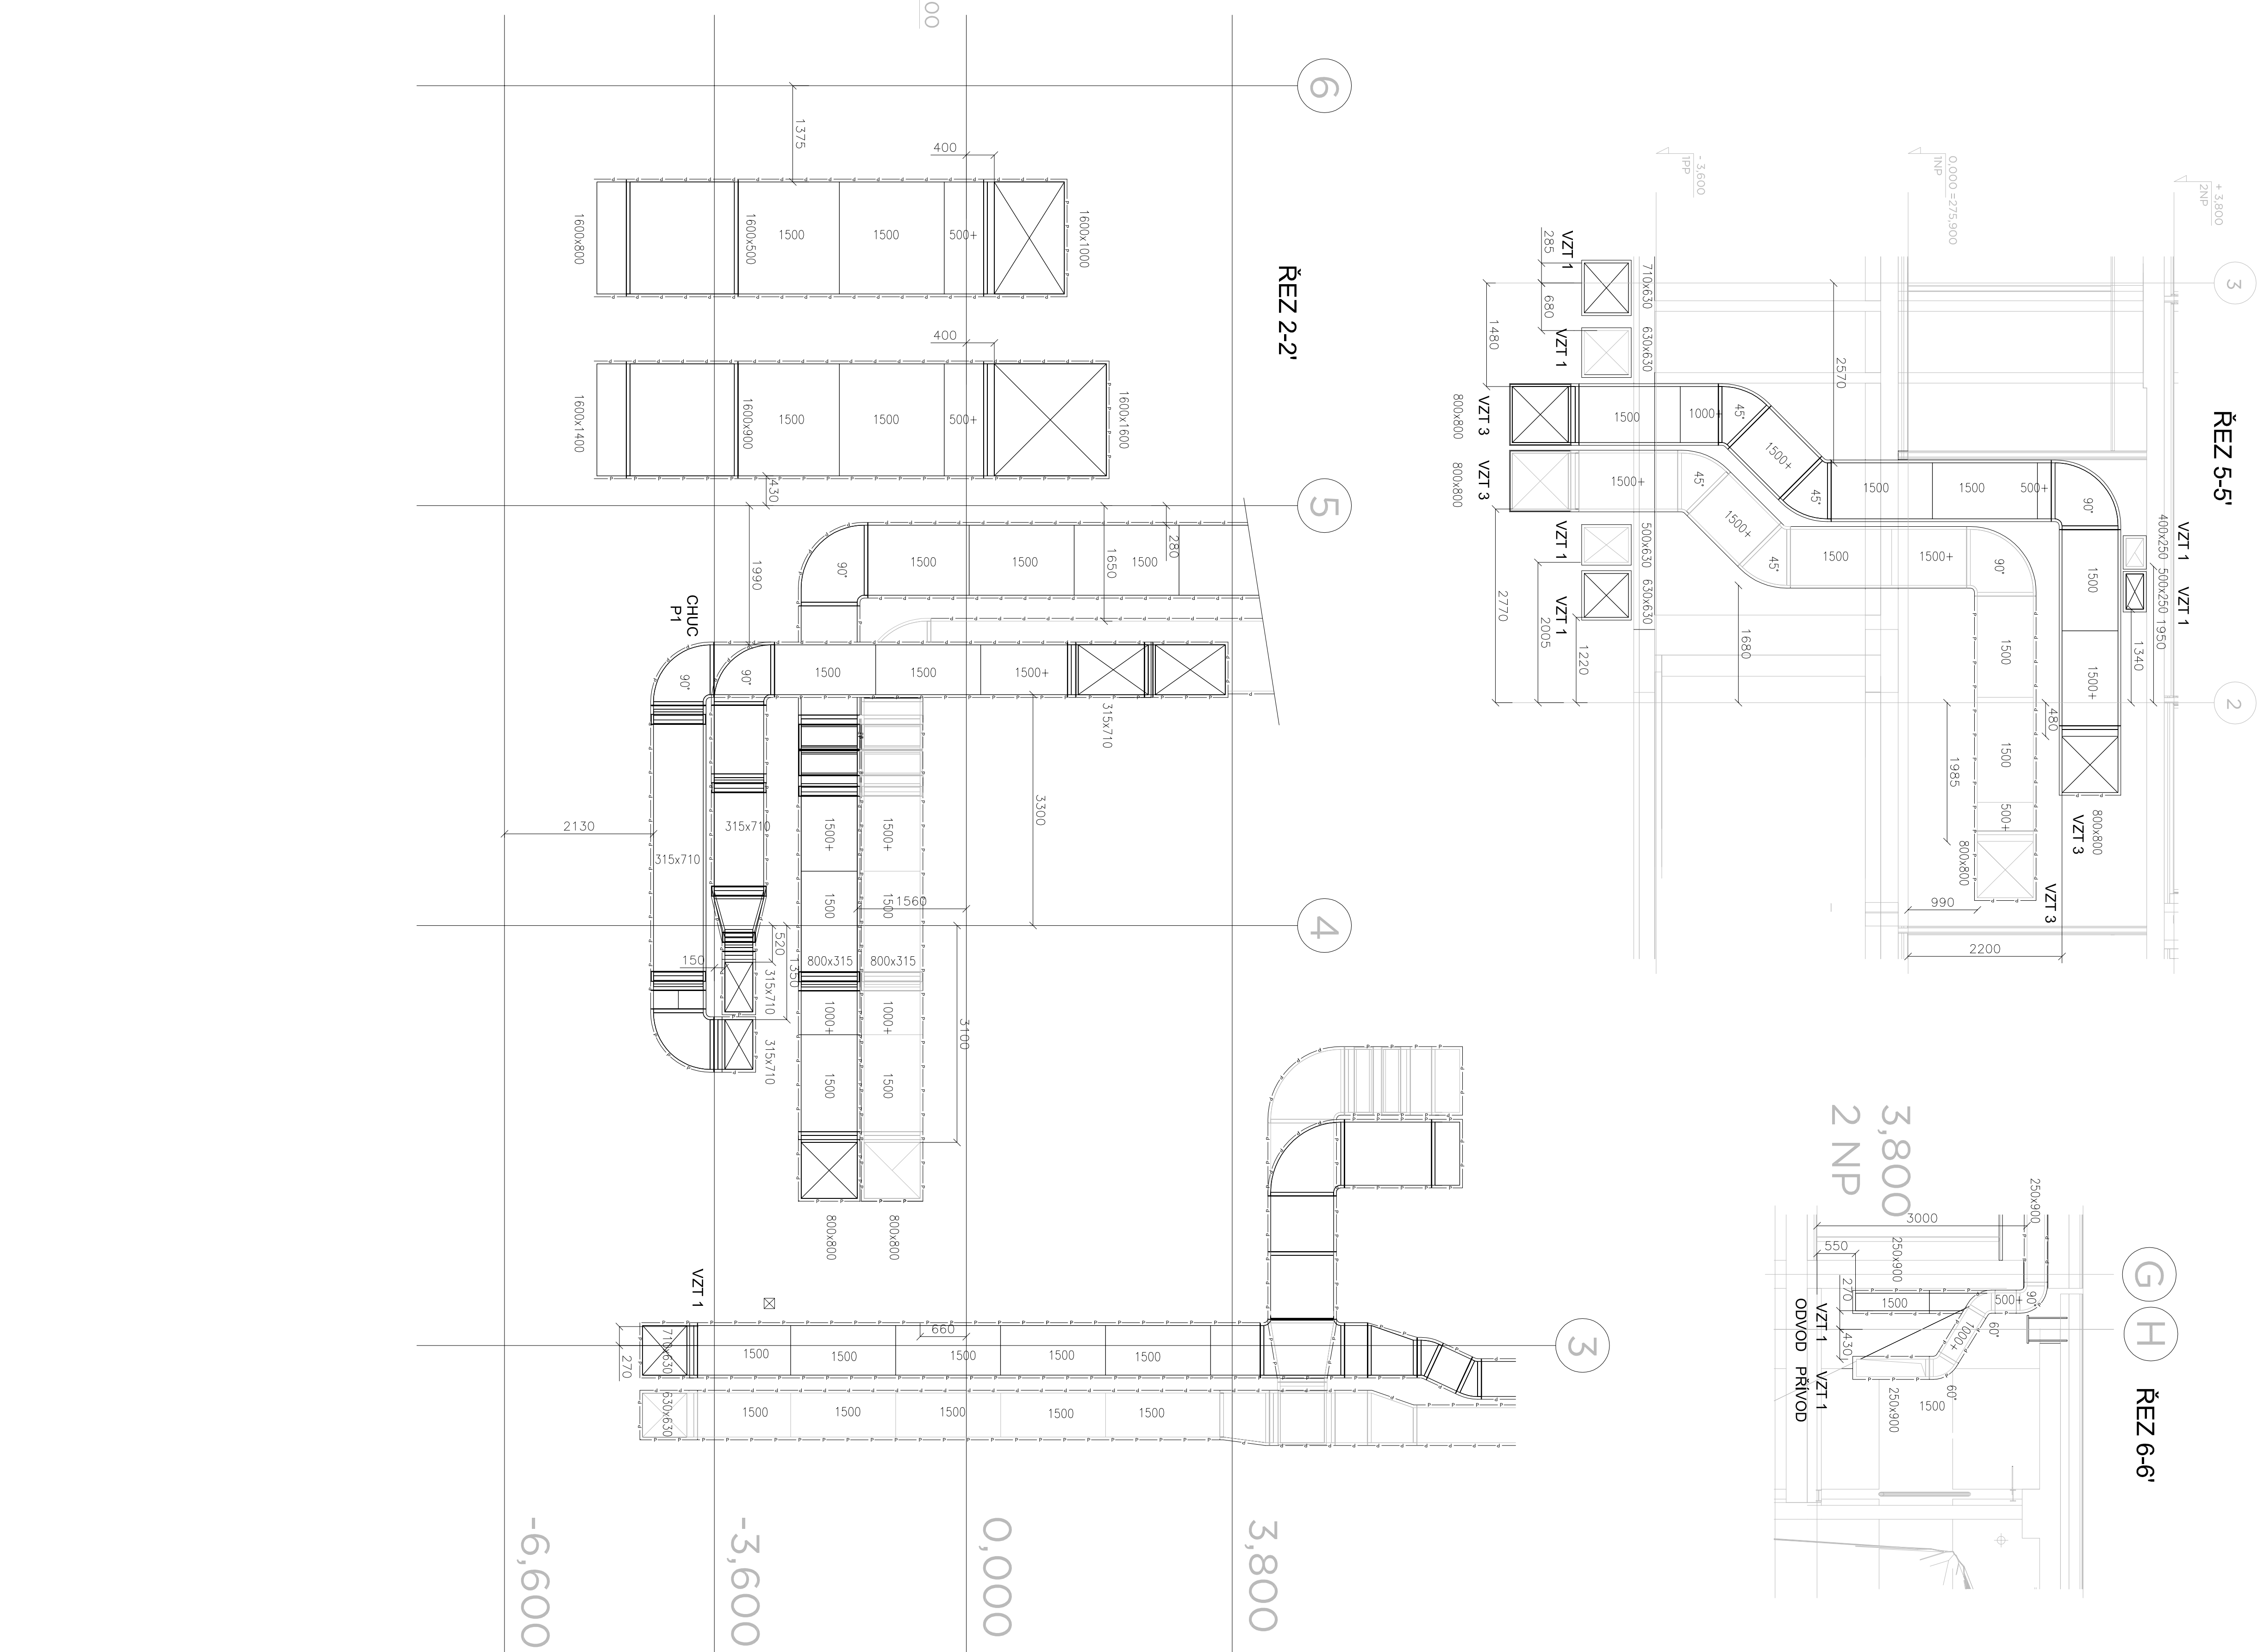 ŘEZ 5-5'
3
2
+ 3,800
2NP
0,000 =275,900
1NP
- 3,600
1PP
VZT 1
VZT 1
400x250
500x250
1950
1340
90°
1500
1500+
480
800x800
VZT 3
500+
1500
1500
2570
45°
1500+
45°
1000+
1500
90°
1500+
1500
45°
1500+
45°
1500+
1500
1500
500+
800x800
VZT 3
1985
990
2200
1680
710x630
630x630
500x630
630x630
VZT 1
285
680
VZT 1
1480
VZT 3
800x800
VZT 3
800x800
VZT 1
VZT 1
1220
2005
2770
ŘEZ 6-6'
G
H
3,800
2 NP
250x900
3000
550
250x900
270
430
1500
500+
90°
60°
1000+
60°
1500
250x900
VZT 1
ODVOD
VZT 1
PŘÍVOD
ŘEZ 2-2'
6
5
4
3
00
1375
400
1600x1000
500+
1500
1500
1600x500
1600x800
400
1600x1600
500+
1500
1500
1600x900
1600x1400
430
280
1650
1990
1500
1500
1500
90°
CHUC
P1
90°
90°
1500
1500
1500+
315x710
3300
2130
315x710
315x710
1500+
1500+
1560
1500
1500
800x315
800x315
150
520
1350
315x710
315x710
1000+
1000+
3100
1500
1500
800x800
800x800
VZT 1
660
710x630
270
1500
1500
1500
1500
1500
630x630
1500
1500
1500
1500
1500
3,800
0,000
-3,600
-6,600